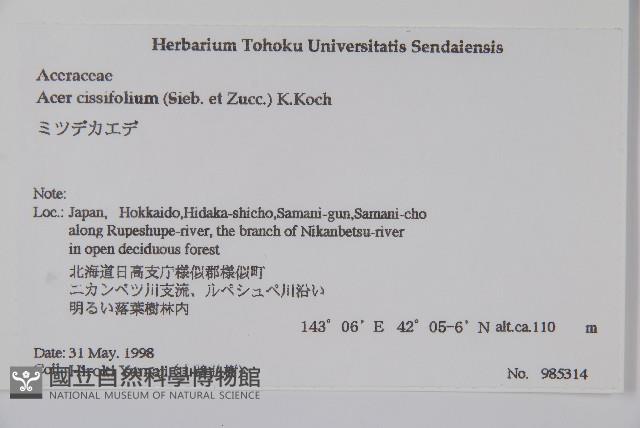 Herbarium Tohoku Universitatis Sendaiensis
Aceraceae
Acer cissifolium (Sieb. et Zucc.) K.Koch
ミツデカエデ
Note:
Loc.: Japan, Hokkaido,Hidaka-shicho,Samani-gun,Samani-cho
along Rupeshupe-river, the branch of Nikanbetsu-river
in open deciduous forest
北海道日高支庁様似郡様似町
ニカンベツ川支流、ルペシュペ川沿い
明るい落葉樹林内
143° 06' E 42° 05-6' N alt.ca.110 m
Date: 31 May. 1998
Coll. Hiroki
No. 985314
國立自然科學博物館
NATIONAL MUSEUM OF NATURAL SCIENCE